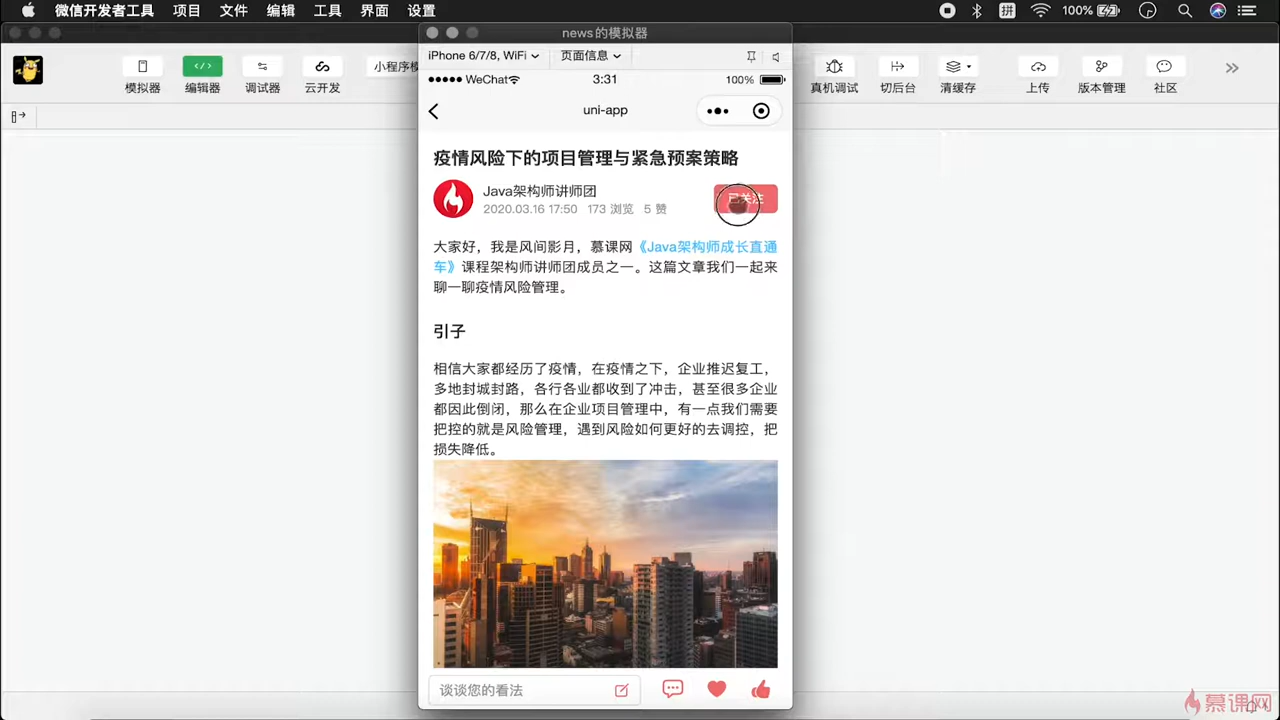 微信开发者工具 项目 文件 编辑 工具 界面 设置
100%
news的模拟器
iPhone 6/7/8, WiFi 页面信息
模拟器 编辑器 调试器 云开发
小程序模
真机调试 切后台 清缓存 上传 版本管理 社区
WeChat 3:31 100%
uni-app
疫情风险下的项目管理与紧急预案策略
Java架构师讲师团
已关注
2020.03.16 17:50 173 浏览 5 赞
大家好，我是风间影月，慕课网《Java架构师成长直通
车》课程架构师讲师团成员之一。这篇文章我们一起来
聊一聊疫情风险管理。
引子
相信大家都经历了疫情，在疫情之下，企业推迟复工，
多地封城封路，各行各业都收到了冲击，甚至很多企业
都因此倒闭，那么在企业项目管理中，有一点我们需要
把控的就是风险管理，遇到风险如何更好的去调控，把
损失降低。
谈谈您的看法
慕课网